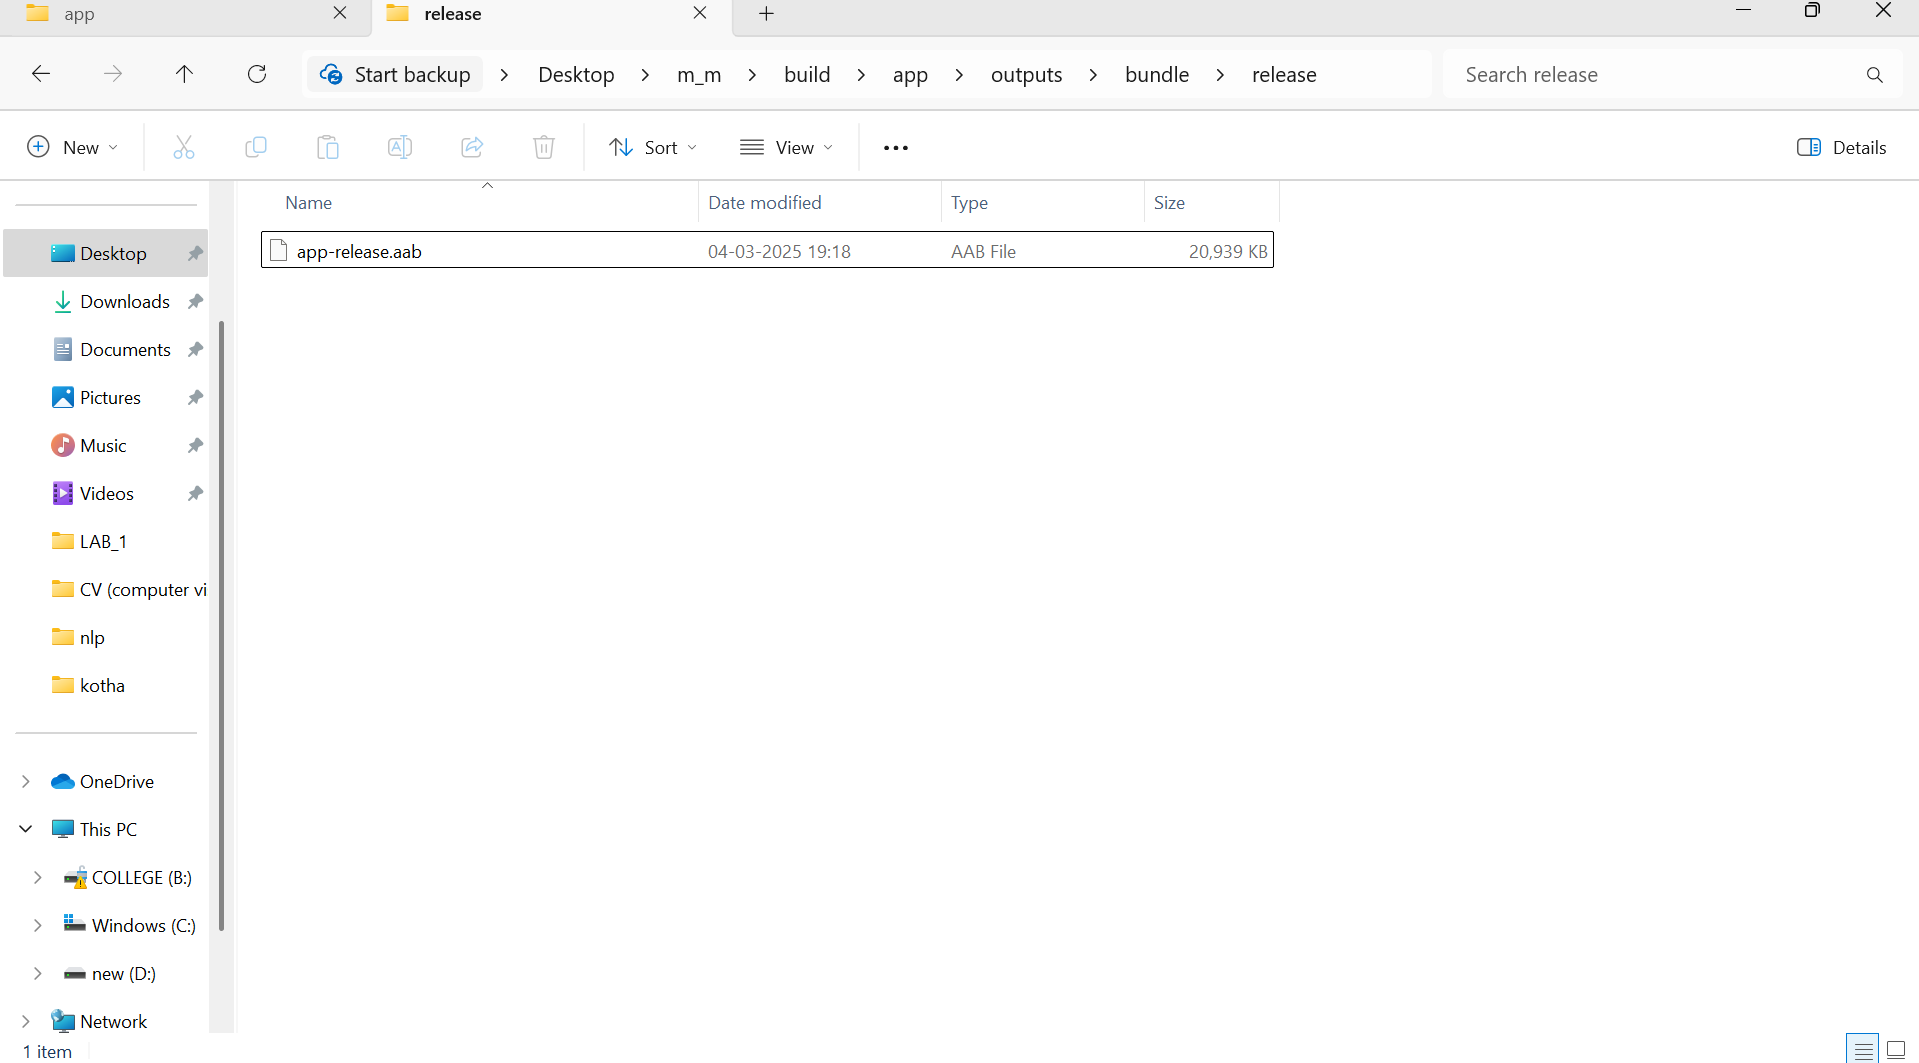 app
release
Start backup > Desktop > m_m > build > app > outputs > bundle > release
Search release
New
Sort
View
Details
Name Date modified Type Size
app-release.aab 04-03-2025 19:18 AAB File 20,939 KB
Desktop
Downloads
Documents
Pictures
Music
Videos
LAB_1
CV (computer vi
nlp
kotha
OneDrive
This PC
COLLEGE (B:)
Windows (C:)
new (D:)
Network
1 item